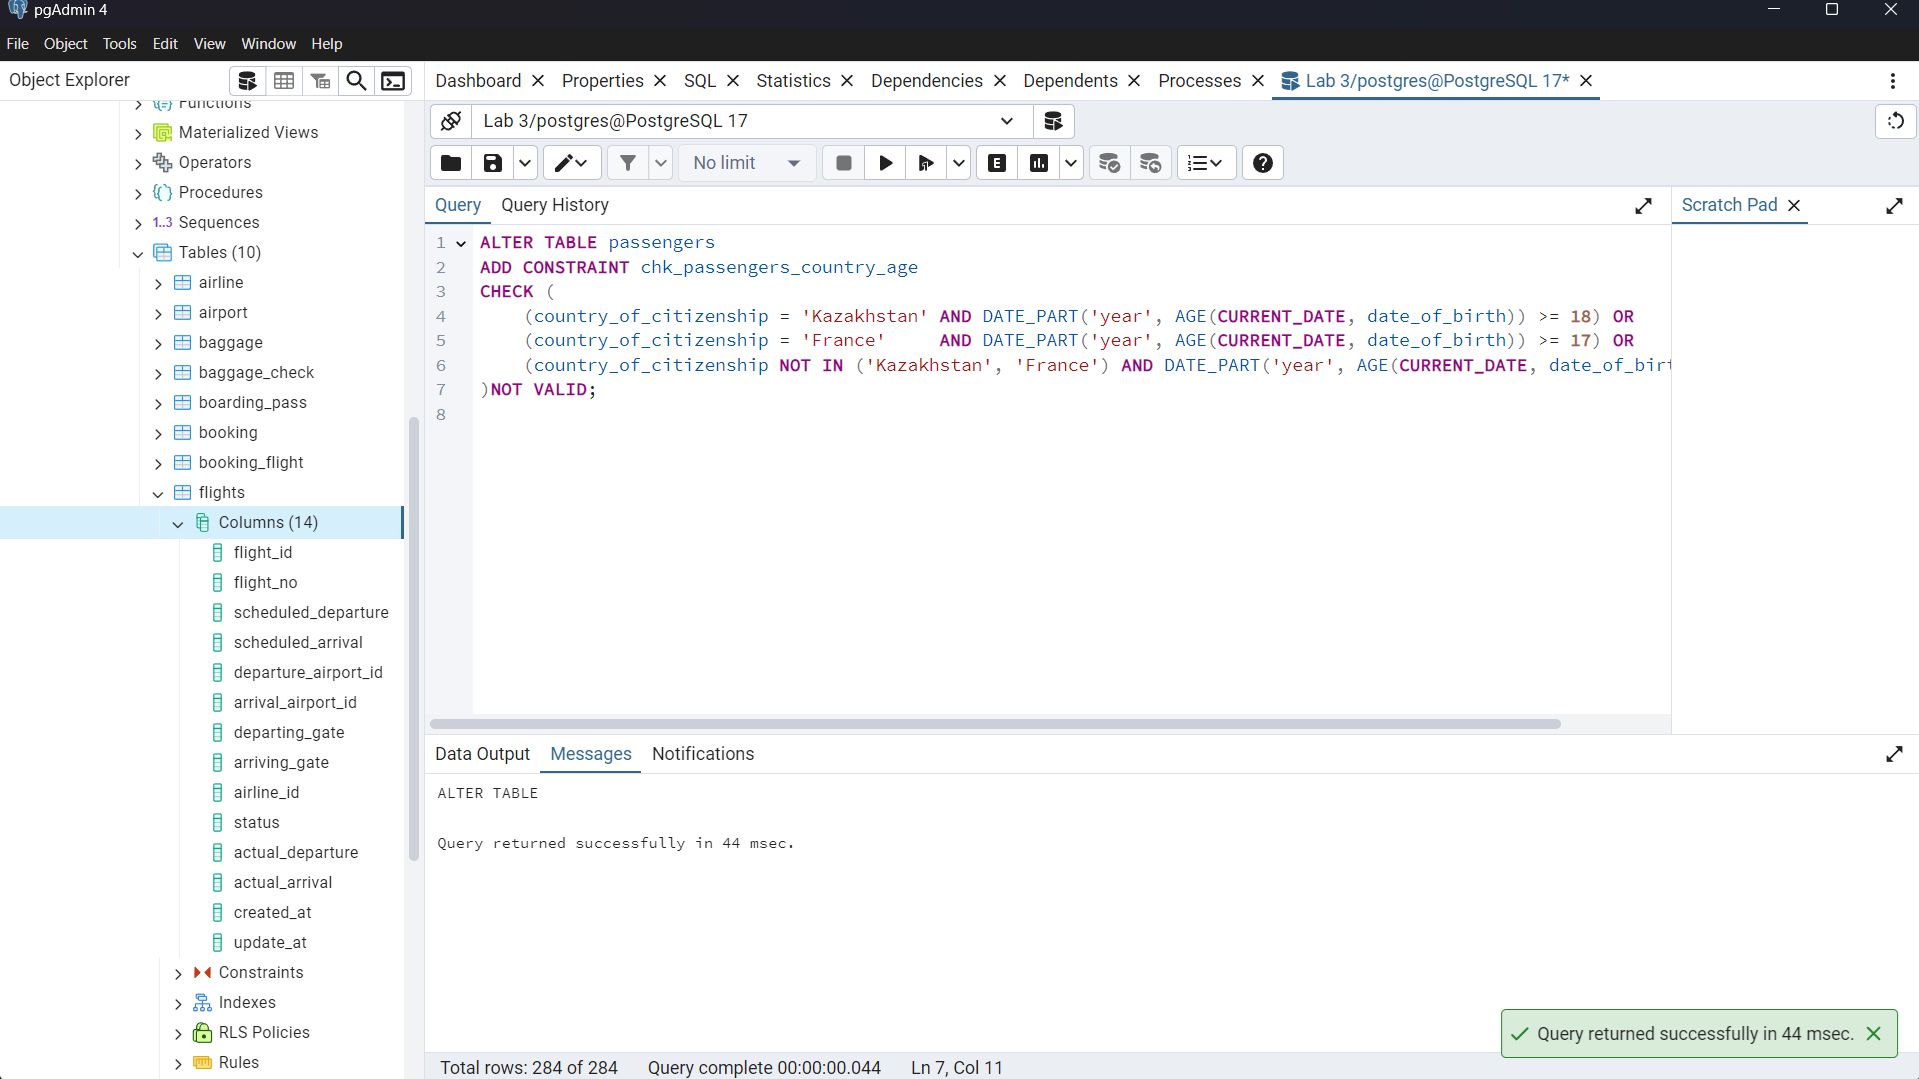 pgAdmin 4
File Object Tools Edit View Window Help
Object Explorer
Functions
Materialized Views
Operators
Procedures
1..3 Sequences
Tables (10)
airline
airport
baggage
baggage_check
boarding_pass
booking
booking_flight
flights
Columns (14)
flight_id
flight_no
scheduled_departure
scheduled_arrival
departure_airport_id
arrival_airport_id
departing_gate
arriving_gate
airline_id
status
actual_departure
actual_arrival
created_at
update_at
Constraints
Indexes
RLS Policies
Rules
Dashboard Properties SQL Statistics Dependencies Dependents Processes Lab 3/postgres@PostgreSQL 17*
Lab 3/postgres@PostgreSQL 17
No limit E
Query Query History
Scratch Pad
1 ALTER TABLE passengers
2 ADD CONSTRAINT chk_passengers_country_age
3 CHECK (
4 (country_of_citizenship = 'Kazakhstan' AND DATE_PART('year', AGE(CURRENT_DATE, date_of_birth)) >= 18) OR
5 (country_of_citizenship = 'France' AND DATE_PART('year', AGE(CURRENT_DATE, date_of_birth)) >= 17) OR
6 (country_of_citizenship NOT IN ('Kazakhstan', 'France') AND DATE_PART('year', AGE(CURRENT_DATE, date_of_birt
7 )NOT VALID;
8
Data Output Messages Notifications
ALTER TABLE
Query returned successfully in 44 msec.
Query returned successfully in 44 msec.
Total rows: 284 of 284 Query complete 00:00:00.044 Ln 7, Col 11